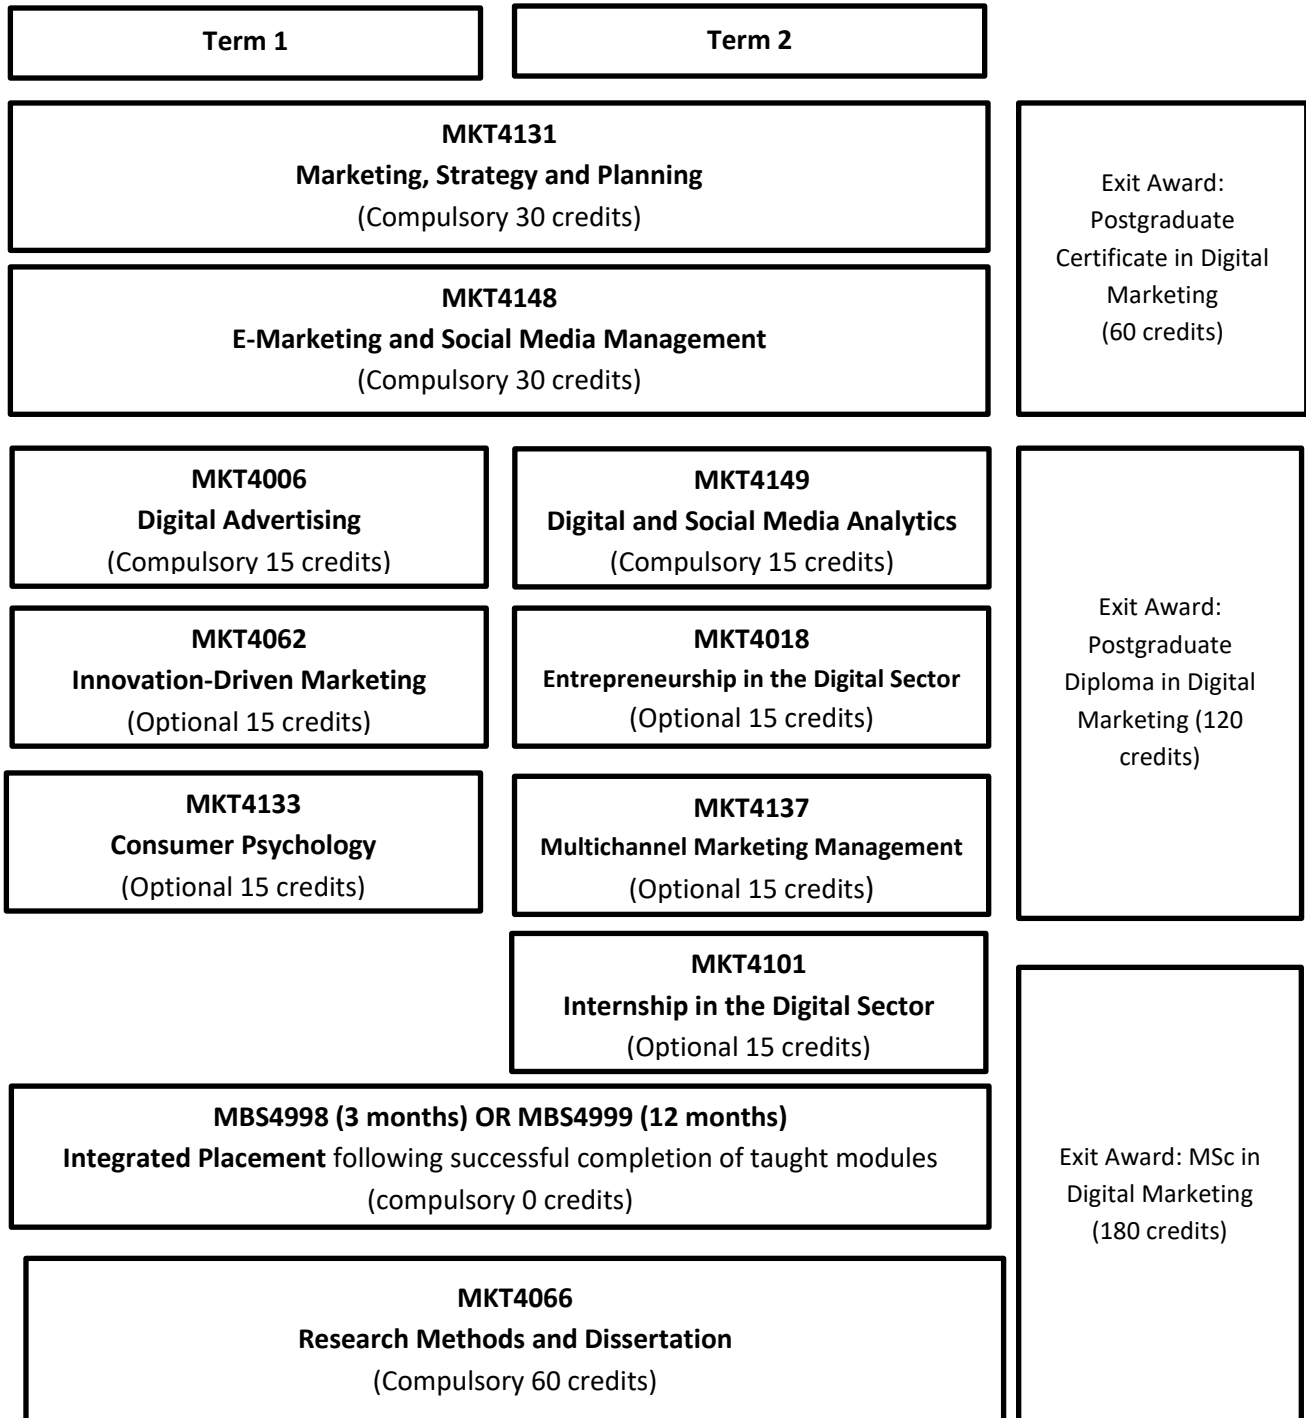 Term 1
Term 2
MKT4131
Marketing, Strategy and Planning
(Compulsory 30 credits)
MKT4148
E-Marketing and Social Media Management
(Compulsory 30 credits)
Exit Award:
Postgraduate
Certificate in Digital
Marketing
(60 credits)
MKT4006
Digital Advertising
(Compulsory 15 credits)
MKT4149
Digital and Social Media Analytics
(Compulsory 15 credits)
MKT4062
Innovation-Driven Marketing
(Optional 15 credits)
MKT4018
Entrepreneurship in the Digital Sector
(Optional 15 credits)
MKT4133
Consumer Psychology
(Optional 15 credits)
MKT4137
Multichannel Marketing Management
(Optional 15 credits)
Exit Award:
Postgraduate
Diploma in Digital
Marketing (120
credits)
MKT4101
Internship in the Digital Sector
(Optional 15 credits)
MBS4998 (3 months) OR MBS4999 (12 months)
Integrated Placement following successful completion of taught modules
(compulsory 0 credits)
MKT4066
Research Methods and Dissertation
(Compulsory 60 credits)
Exit Award: MSc in
Digital Marketing
(180 credits)